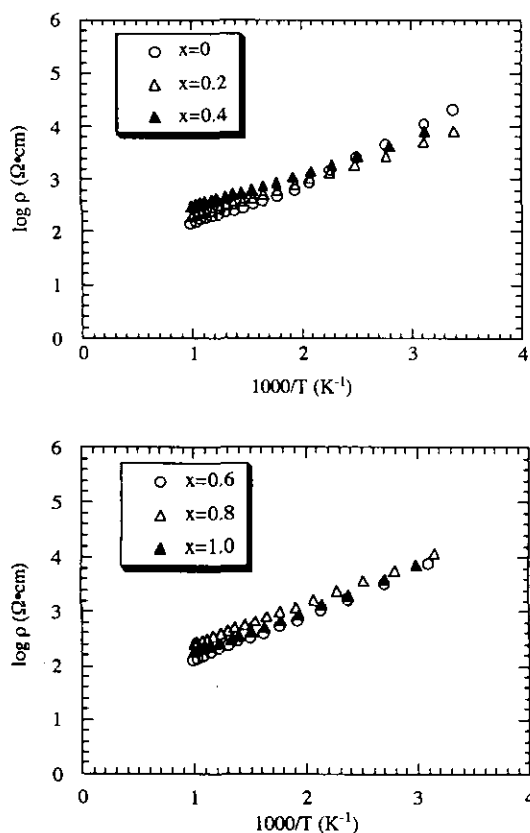 6
5
4
3
2
1
0
log ρ (Ω•cm)
x=0
x=0.2
x=0.4
0 1 2 3 4
1000/T (K-1)
6
5
4
3
2
1
0
log ρ (Ω•cm)
x=0.6
x=0.8
x=1.0
0 1 2 3 4
1000/T (K-1)